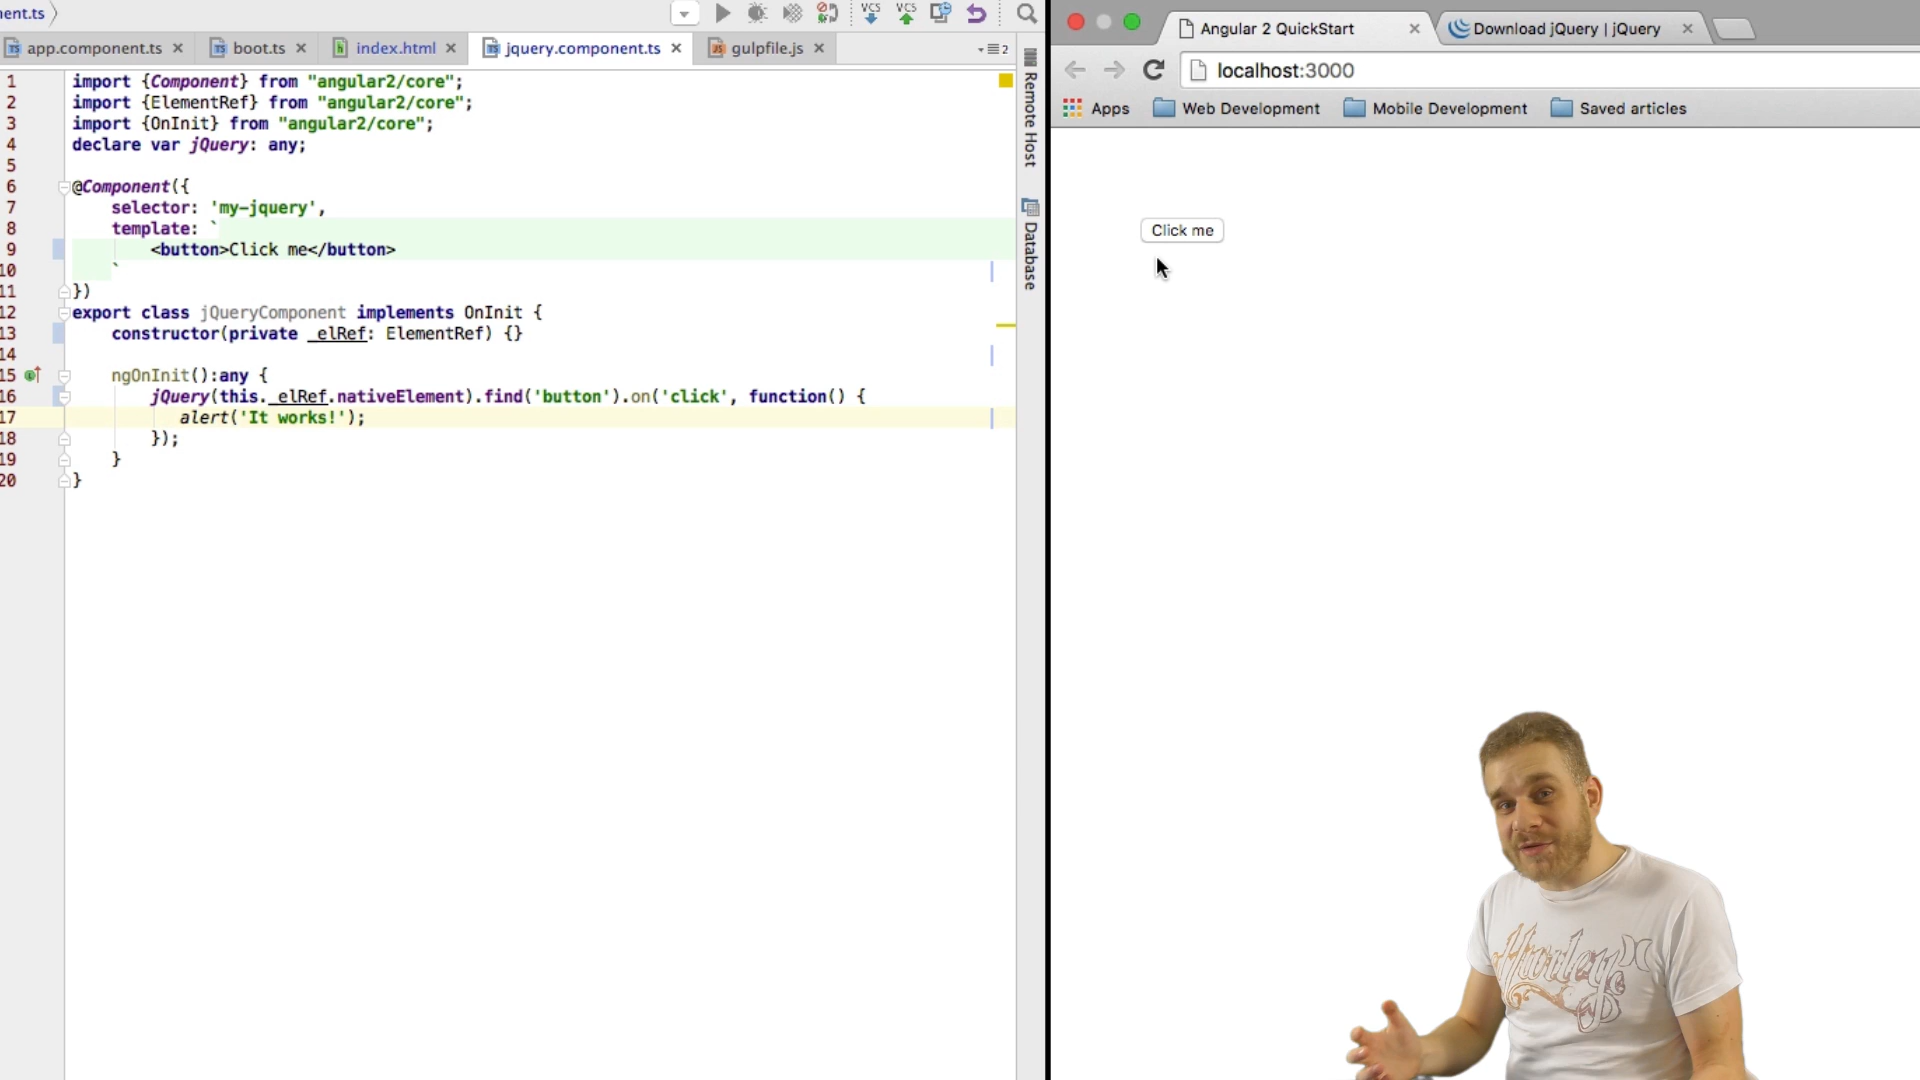 ent.ts
VCS VCS
app.component.ts
boot.ts
index.html
jquery.component.ts
gulpfile.js
2
1 import {Component} from "angular2/core";
2 import {ElementRef} from "angular2/core";
3 import {OnInit} from "angular2/core";
4 declare var jQuery: any;
5
6 @Component({
7 selector: 'my-jquery',
8 template: `
9 <button>Click me</button>
10 `
11 })
12 export class jQueryComponent implements OnInit {
13 constructor(private _elRef: ElementRef) {}
14
15 ngOnInit():any {
16 jQuery(this._elRef.nativeElement).find('button').on('click', function() {
17 alert('It works!');
18 });
19 }
20 }
Remote Host
Database
Angular 2 QuickStart
Download jQuery | jQuery
localhost:3000
Apps
Web Development
Mobile Development
Saved articles
Click me
Hurley